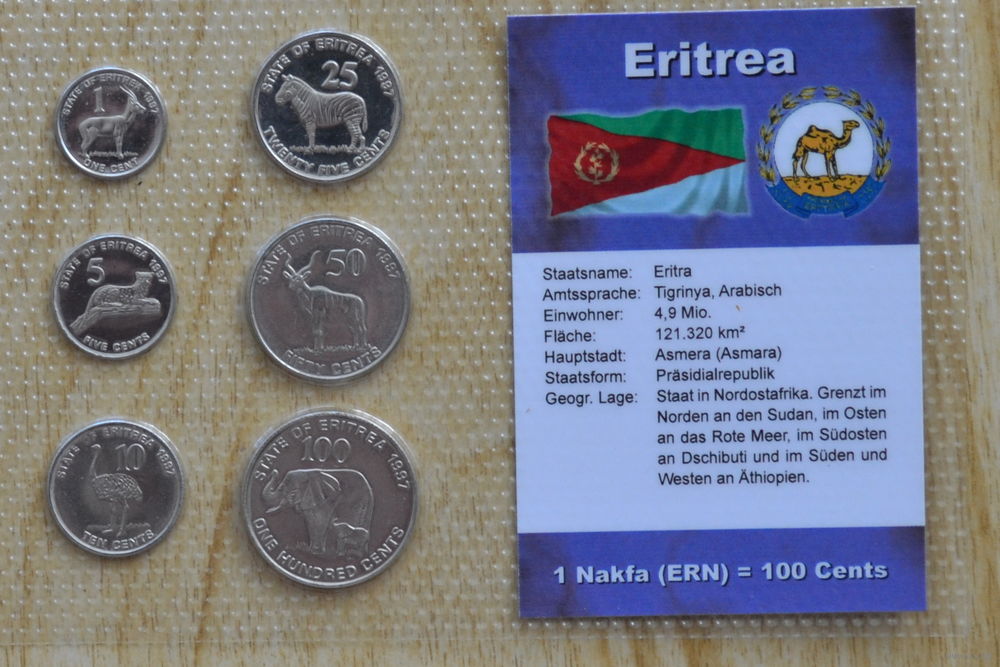 STATE OF ERITREA 1997
1
ONE CENT
STATE OF ERITREA 1997
25
TWENTY FIVE CENTS
STATE OF ERITREA 1997
5
FIVE CENTS
STATE OF ERITREA 1997
50
FIFTY CENTS
STATE OF ERITREA 1997
10
TEN CENTS
STATE OF ERITREA 1997
100
ONE HUNDRED CENTS
Eritrea
Staatsname: Eritra
Amtssprache: Tigrinya, Arabisch
Einwohner: 4,9 Mio.
Fläche: 121.320 km²
Hauptstadt: Asmera (Asmara)
Staatsform: Präsidialrepublik
Geogr. Lage: Staat in Nordostafrika. Grenzt im
Norden an den Sudan, im Osten
an das Rote Meer, im Südosten
an Dschibuti und im Süden und
Westen an Äthiopien.
1 Nakfa (ERN) = 100 Cents